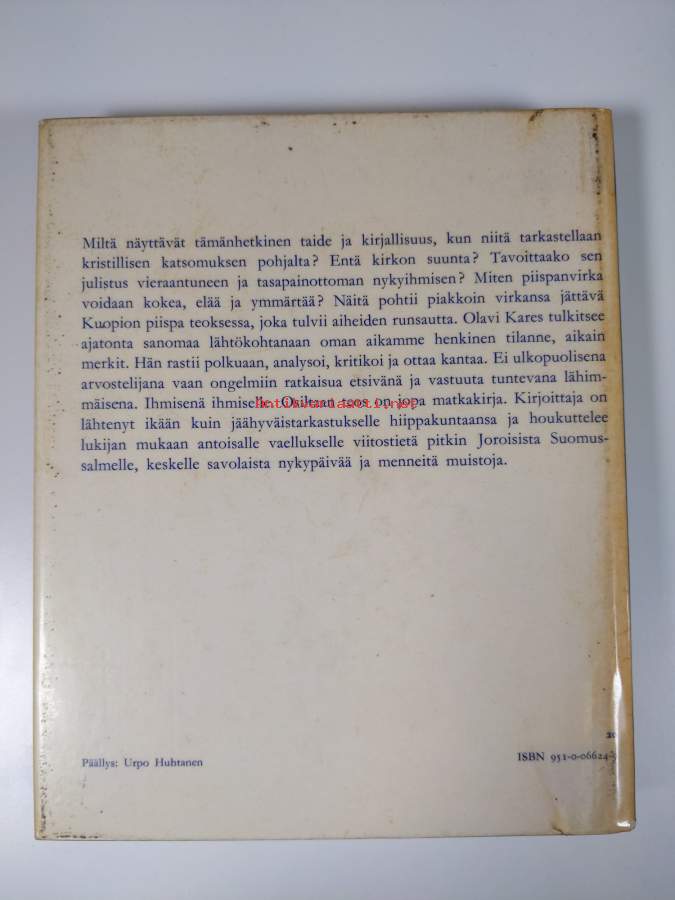 Miltä näyttävät tämänhetkinen taide ja kirjallisuus, kun niitä tarkastellaan
kristillisen katsomuksen pohjalta? Entä kirkon suunta? Tavoittaako sen
julistus vieraantuneen ja tasapainottoman nykyihmisen? Miten piispanvirka
voidaan kokea, elää ja ymmärtää? Näitä pohtii piakkoin virkansa jättävä
Kuopion piispa teoksessa, joka tulvii aiheiden runsautta. Olavi Kares tulkitsee
ajatonta sanomaa lähtökohtanaan oman aikamme henkinen tilanne, aikain
merkit. Hän rastii polkuaan, analysoi, kritikoi ja ottaa kantaa. Ei ulkopuolisena
arvostelijana vaan ongelmiin ratkaisua etsivänä ja vastuuta tuntevana lähim-
mäisenä. Ihmisenä ihmiselle. Osiltaan teos on jopa matkakirja. Kirjoittaja on
lähtenyt ikään kuin jäähyväistarkastukselle hiippakuntaansa ja houkuttelee
lukijan mukaan antoisalle vaellukselle viitostietä pitkin Joroisista Suomus-
salmelle, keskelle savolaista nykypäivää ja menneitä muistoja.
Päällys: Urpo Huhtanen
ISBN 951-0-06624-